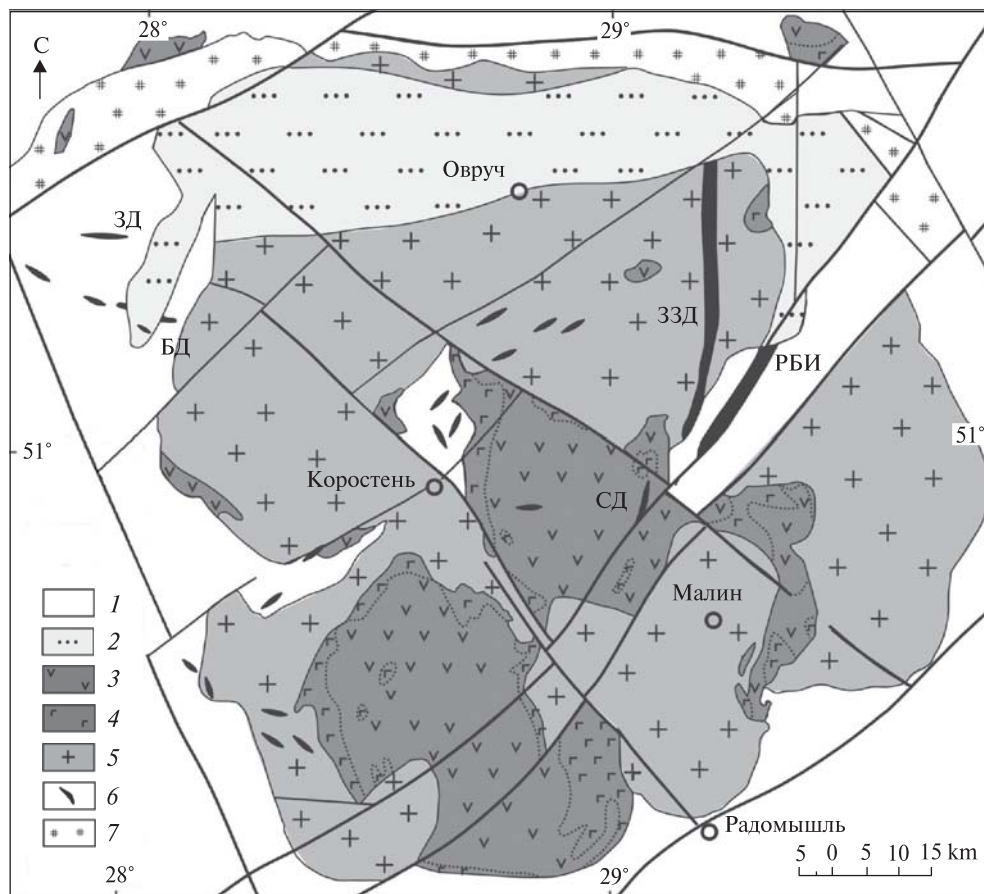 28°
29°
С
Овруч
ЗД
ЗЗД
БД
РБИ
51°
51°
Коростень
СД
Малин
1
2
3
4
5
6
7
Радомышль
5 0 5 10 15 km
28°
29°